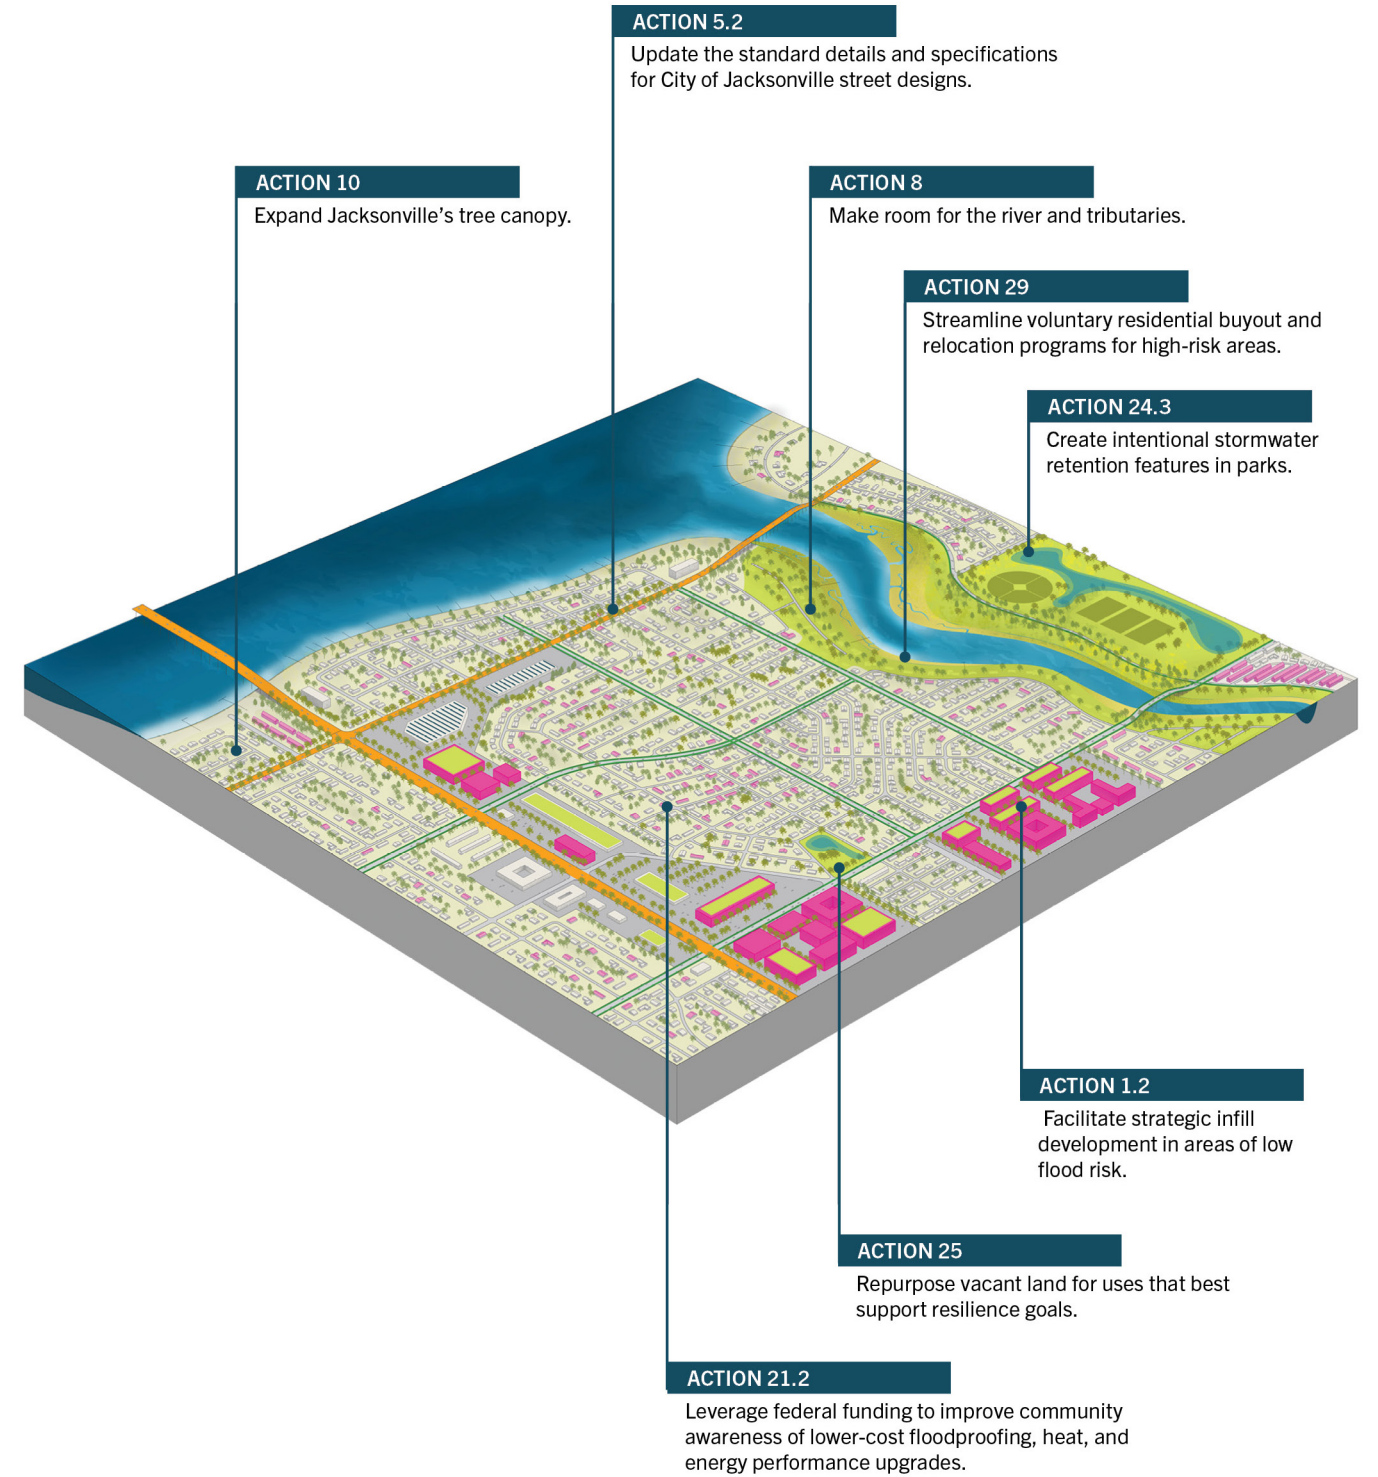 ACTION 5.2
Update the standard details and specifications
for City of Jacksonville street designs.
ACTION 10
Expand Jacksonville’s tree canopy.
ACTION 8
Make room for the river and tributaries.
ACTION 29
Streamline voluntary residential buyout and
relocation programs for high-risk areas.
ACTION 24.3
Create intentional stormwater
retention features in parks.
ACTION 1.2
Facilitate strategic infill
development in areas of low
flood risk.
ACTION 25
Repurpose vacant land for uses that best
support resilience goals.
ACTION 21.2
Leverage federal funding to improve community
awareness of lower-cost floodproofing, heat, and
energy performance upgrades.